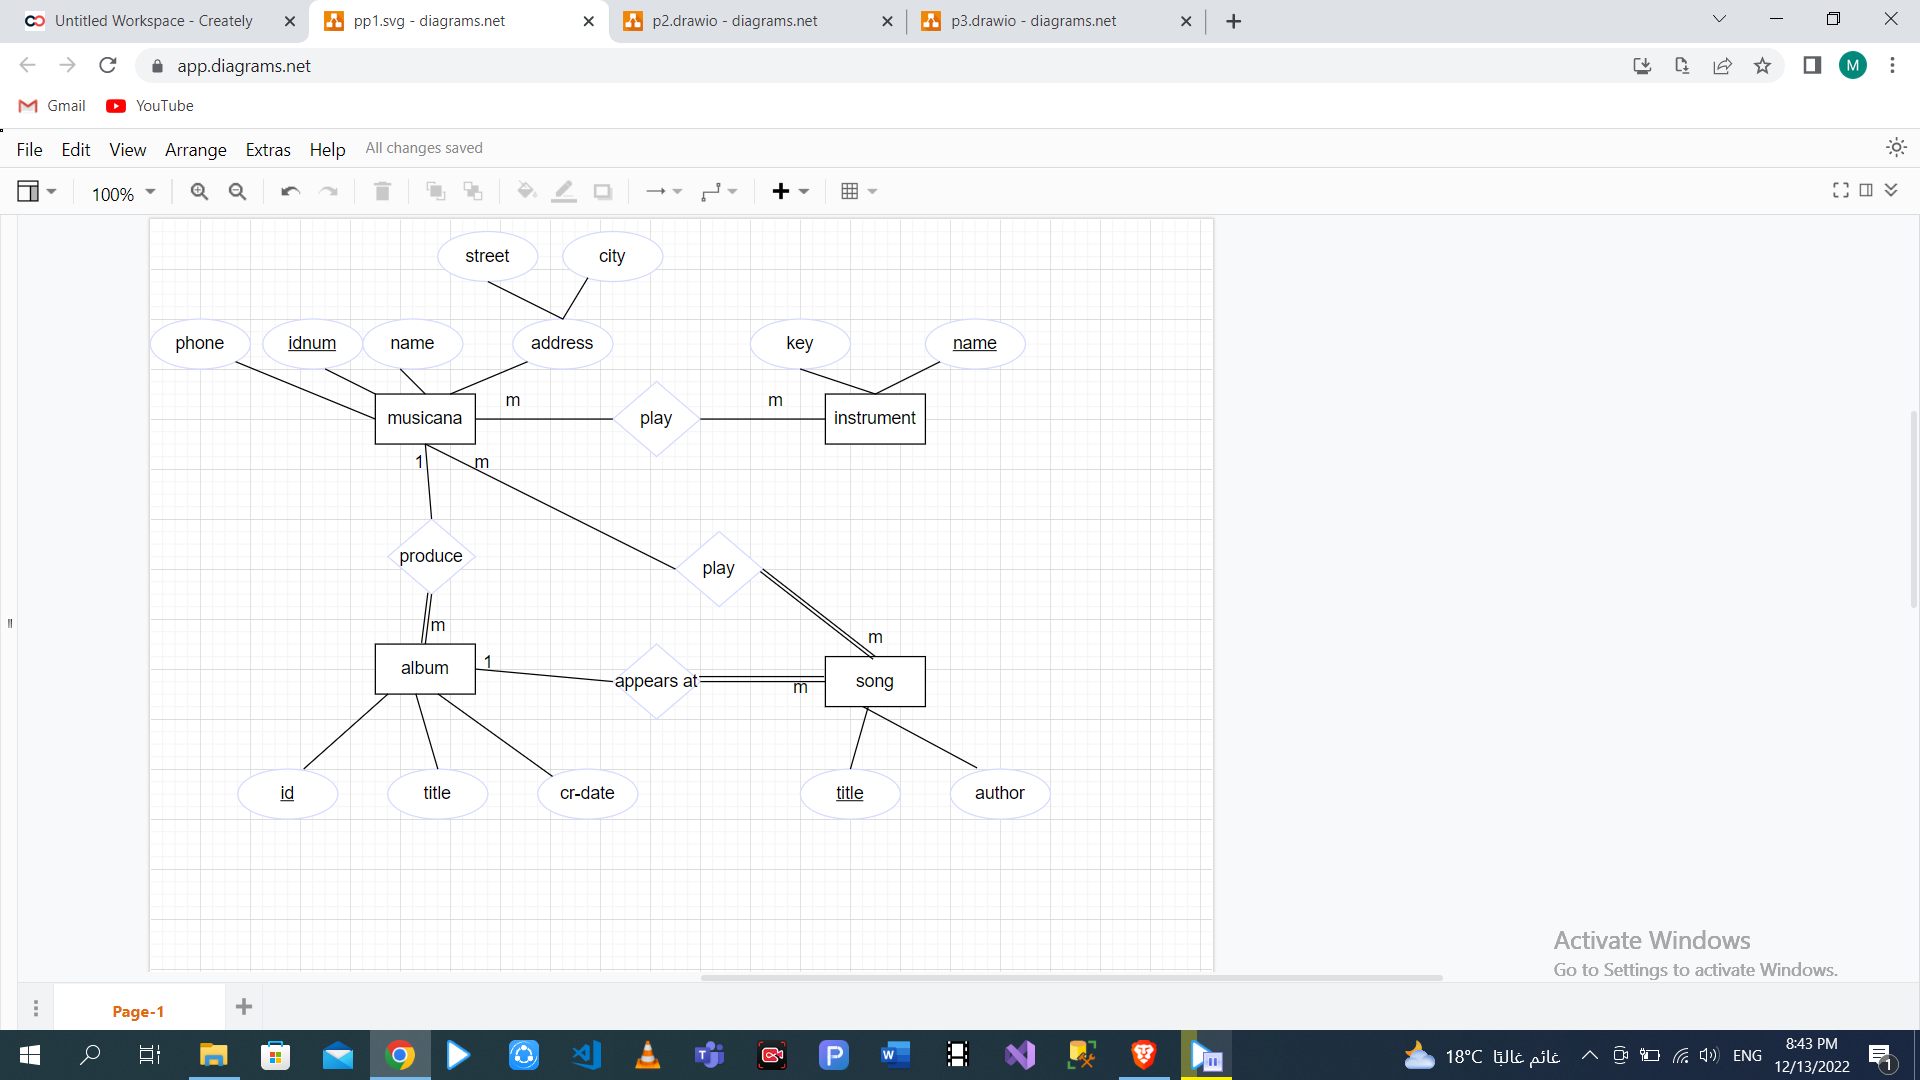 Untitled Workspace - Creately
pp1.svg - diagrams.net
p2.drawio - diagrams.net
p3.drawio - diagrams.net
app.diagrams.net
M
Gmail
YouTube
File Edit View Arrange Extras Help All changes saved
100%
street
city
phone
idnum
name
address
key
name
musicana
m
play
m
instrument
1
m
produce
play
m
m
album
1
appears at
m
song
id
title
cr-date
title
author
Activate Windows
Go to Settings to activate Windows.
Page-1
18°C غائم غالبًا
ENG
8:43 PM
12/13/2022
1